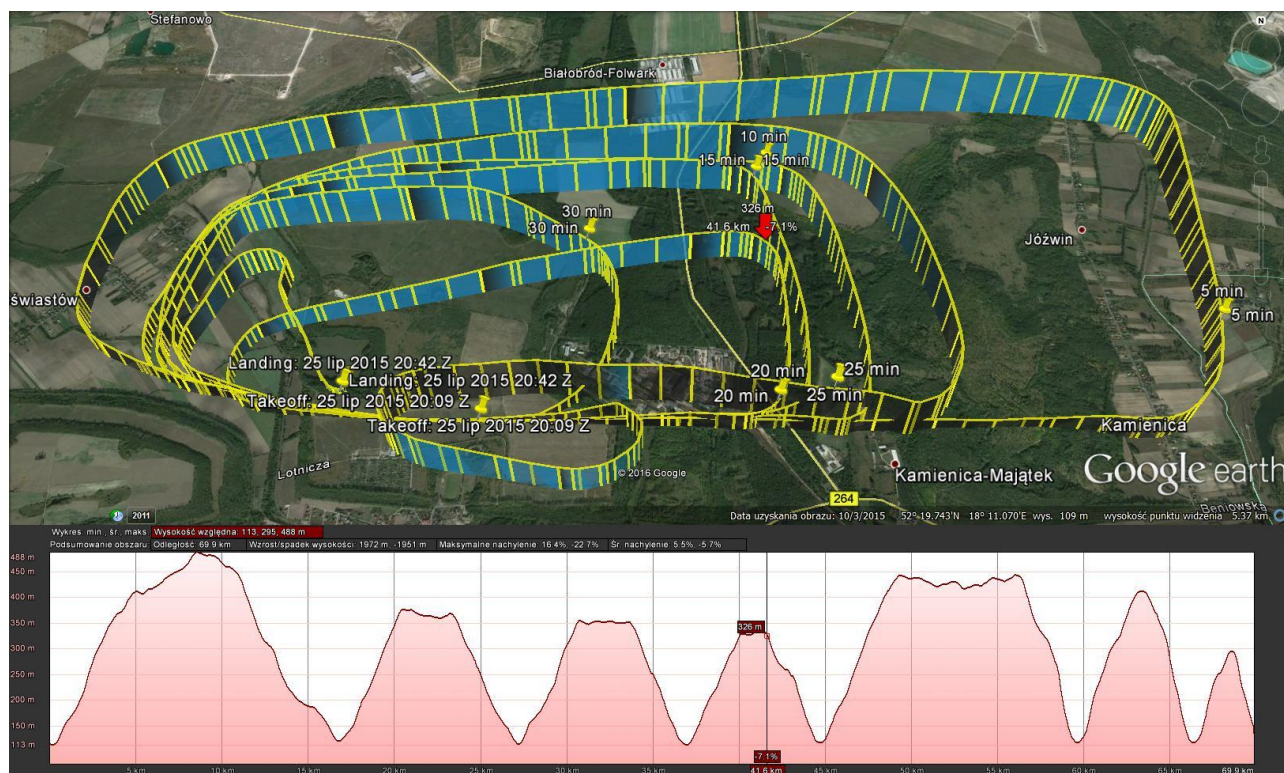 Stefanowo
N
Białobród-Folwark
10 min
15 min 15 min
326 m
30 min
41.6 km -7.1%
30 min
Jóźwin
świastów
5 min
5 min
Landing: 25 lip 2015 20:42 Z
Landing: 25 lip 2015 20:42 Z
20 min 25 min
20 min 25 min
Takeoff: 25 lip 2015 20:09 Z
Takeoff: 25 lip 2015 20:09 Z
Kamienica
Lotnicza
© 2016 Google
Kamienica-Majątek
Google earth
264
Beniowska
2011
Data uzyskania obrazu: 10/3/2015 52°19.743'N 18°11.070'E wys. 109 m wysokość punktu widzenia 5.37 km
Wykres: min., śr., maks. Wysokość względna: 113, 295, 488 m
Podsumowanie obszaru: Odległość: 69.9 km Wzrost/spadek wysokości: 1972 m, -1951 m Maksymalne nachylenie: 16.4%, -22.7% Śr. nachylenie: 5.5%, -5.7%
488 m
450 m
400 m
350 m
326 m
300 m
250 m
200 m
150 m
113 m
-7.1%
5 km 10 km 15 km 20 km 25 km 30 km 35 km 41.6 km 45 km 50 km 55 km 60 km 65 km 69.9 km